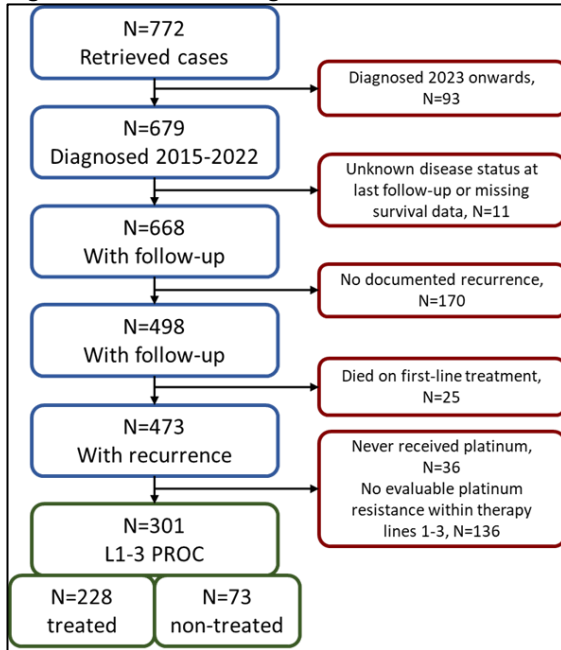 N=772
Retrieved cases
Diagnosed 2023 onwards,
N=93
N=679
Diagnosed 2015-2022
Unknown disease status at
last follow-up or missing
survival data, N=11
N=668
With follow-up
No documented recurrence,
N=170
N=498
With follow-up
Died on first-line treatment,
N=25
N=473
With recurrence
Never received platinum,
N=36
No evaluable platinum
resistance within therapy
lines 1-3, N=136
N=301
L1-3 PROC
N=228
treated
N=73
non-treated